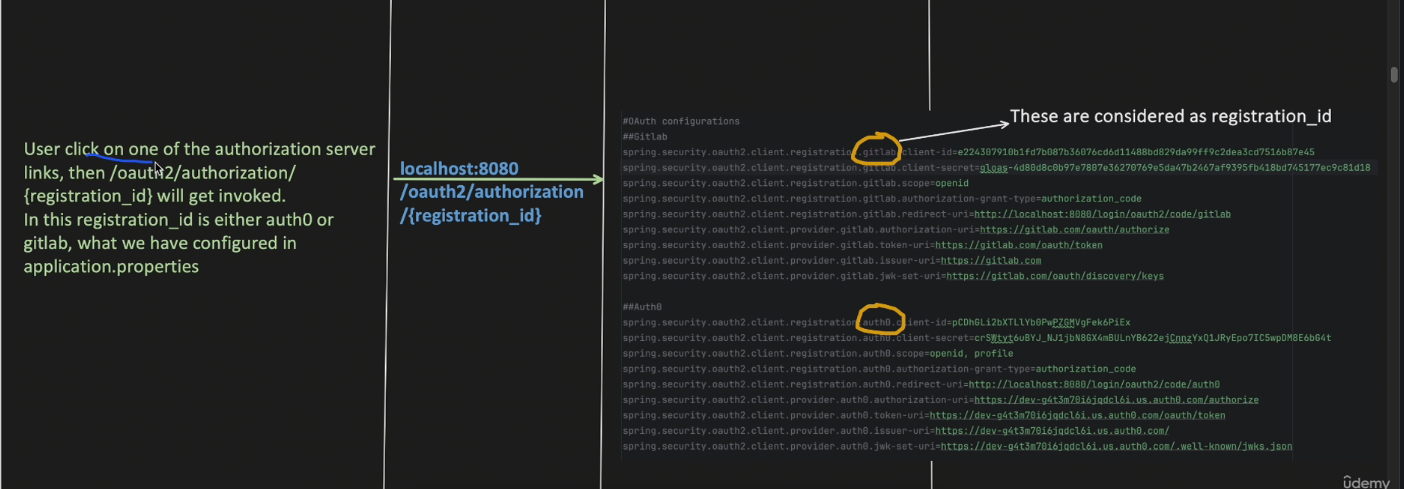 User click on one of the authorization server
links, then /oauth2/authorization/
{registration_id} will get invoked.
In this registration_id is either auth0 or
gitlab, what we have configured in
application.properties
localhost:8080
/oauth2/authorization
/{registration_id}
These are considered as registration_id
#OAuth configurations
##Gitlab
spring.security.oauth2.client.registration.gitlab.client-id=e224307910b1fd7b087b36076cd6d11488bd829da99ff9c2dea3cd7516b87e45
spring.security.oauth2.client.registration.gitlab.client-secret=gloas-4d80d8c0b97e7807e36270769e5da47b2467af9395fb418bd745177ec9c81d18
spring.security.oauth2.client.registration.gitlab.scope=openid
spring.security.oauth2.client.registration.gitlab.authorization-grant-type=authorization_code
spring.security.oauth2.client.registration.gitlab.redirect-uri=http://localhost:8080/login/oauth2/code/gitlab
spring.security.oauth2.client.provider.gitlab.authorization-uri=https://gitlab.com/oauth/authorize
spring.security.oauth2.client.provider.gitlab.token-uri=https://gitlab.com/oauth/token
spring.security.oauth2.client.provider.gitlab.issuer-uri=https://gitlab.com
spring.security.oauth2.client.provider.gitlab.jwk-set-uri=https://gitlab.com/oauth/discovery/keys
##Auth0
spring.security.oauth2.client.registration.auth0.client-id=pCDhGLi2bXTLlYb0PwPZGMVgFek6PiEx
spring.security.oauth2.client.registration.auth0.client-secret=crSWtyt6uBYJ_NJ1jbN8GX4mBULnYB622ejCnnzYxQ1JRyEpo7IC5wpDM8E6bG4t
spring.security.oauth2.client.registration.auth0.scope=openid, profile
spring.security.oauth2.client.registration.auth0.authorization-grant-type=authorization_code
spring.security.oauth2.client.registration.auth0.redirect-uri=http://localhost:8080/login/oauth2/code/auth0
spring.security.oauth2.client.provider.auth0.authorization-uri=https://dev-g4t3m70i6jqdcl6i.us.auth0.com/authorize
spring.security.oauth2.client.provider.auth0.token-uri=https://dev-g4t3m70i6jqdcl6i.us.auth0.com/oauth/token
spring.security.oauth2.client.provider.auth0.issuer-uri=https://dev-g4t3m70i6jqdcl6i.us.auth0.com/
spring.security.oauth2.client.provider.auth0.jwk-set-uri=https://dev-g4t3m70i6jqdcl6i.us.auth0.com/.well-known/jwks.json
udemy